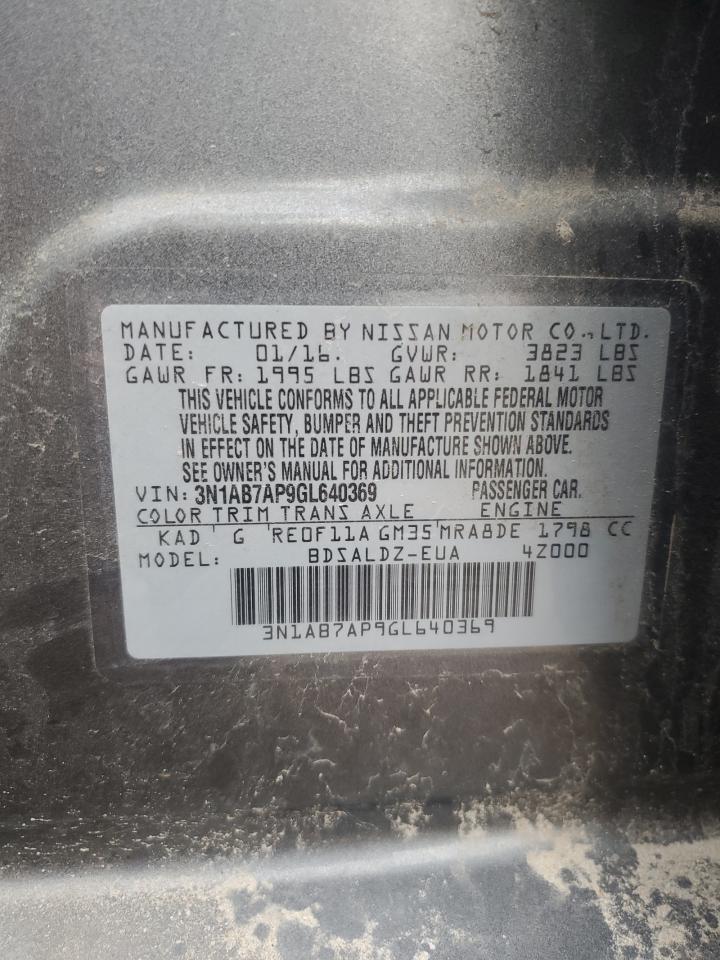 MANUFACTURED BY NISSAN MOTOR CO.,LTD.
DATE: 01/16. GVWR: 3823 LBS
GAWR FR: 1995 LBS GAWR RR: 1841 LBS
THIS VEHICLE CONFORMS TO ALL APPLICABLE FEDERAL MOTOR
VEHICLE SAFETY, BUMPER AND THEFT PREVENTION STANDARDS
IN EFFECT ON THE DATE OF MANUFACTURE SHOWN ABOVE.
SEE OWNER'S MANUAL FOR ADDITIONAL INFORMATION.
VIN: 3N1AB7AP9GL640369 PASSENGER CAR.
COLOR TRIM TRANS AXLE ENGINE
KAD G RE0F11A GM35 MRA8DE 1798 CC
MODEL: BDSALDZ-EUA 4Z000
3N1AB7AP9GL640369